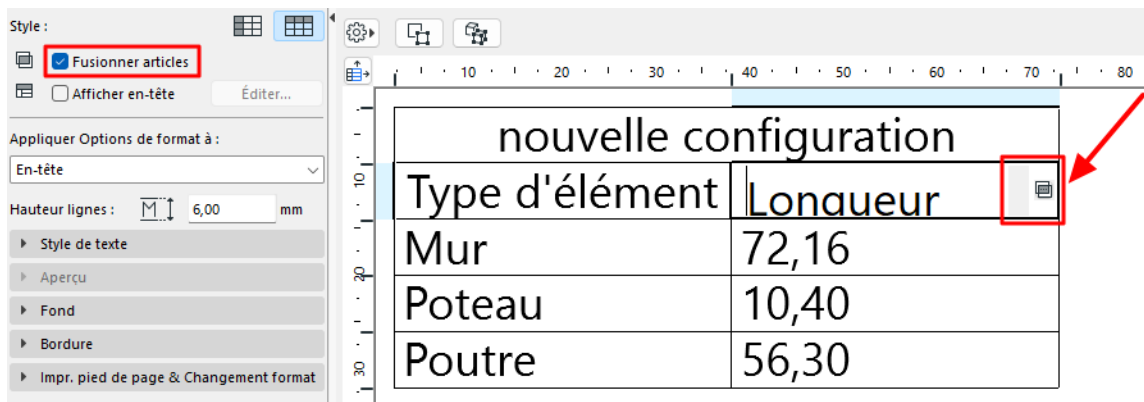 Style :
Fusionner articles
Afficher en-tête Éditer...
Appliquer Options de format à :
En-tête
Hauteur lignes : M 6,00 mm
Style de texte
Aperçu
Fond
Bordure
Impr. pied de page & Changement format
10 20 30 40 50 60 70 80
10
20
30
nouvelle configuration
Type d'élément Longueur
Mur 72,16
Poteau 10,40
Poutre 56,30